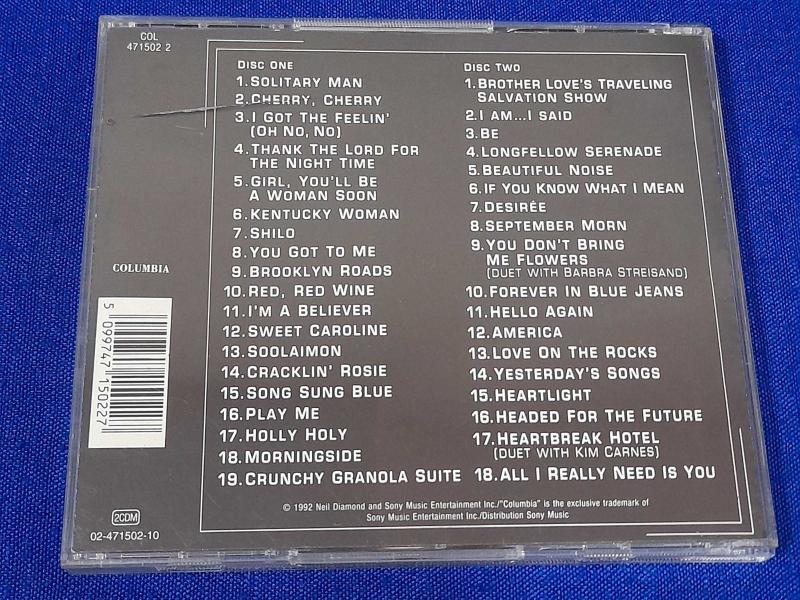 COL
471502 2
DISC ONE
1.SOLITARY MAN
2.CHERRY, CHERRY
3.I GOT THE FEELIN'
(OH NO, NO)
4.THANK THE LORD FOR
THE NIGHT TIME
5.GIRL, YOU'LL BE
A WOMAN SOON
6.KENTUCKY WOMAN
7.SHILO
8.YOU GOT TO ME
9.BROOKLYN ROADS
10.RED, RED WINE
11.I'M A BELIEVER
12.SWEET CAROLINE
13.SOOLAIMON
14.CRACKLIN' ROSIE
15.SONG SUNG BLUE
16.PLAY ME
17.HOLLY HOLY
18.MORNINGSIDE
19.CRUNCHY GRANOLA SUITE
DISC TWO
1.BROTHER LOVE'S TRAVELING
SALVATION SHOW
2.I AM...I SAID
3.BE
4.LONGFELLOW SERENADE
5.BEAUTIFUL NOISE
6.IF YOU KNOW WHAT I MEAN
7.DESIRÉE
8.SEPTEMBER MORN
9.YOU DON'T BRING
ME FLOWERS
(DUET WITH BARBRA STREISAND)
10.FOREVER IN BLUE JEANS
11.HELLO AGAIN
12.AMERICA
13.LOVE ON THE ROCKS
14.YESTERDAY'S SONGS
15.HEARTLIGHT
16.HEADED FOR THE FUTURE
17.HEARTBREAK HOTEL
(DUET WITH KIM CARNES)
18.ALL I REALLY NEED IS YOU
COLUMBIA
5 099747 150227
2CDM
02-471502-10
© 1992 Neil Diamond and Sony Music Entertainment Inc./"Columbia" is the exclusive trademark of
Sony Music Entertainment Inc./Distribution Sony Music